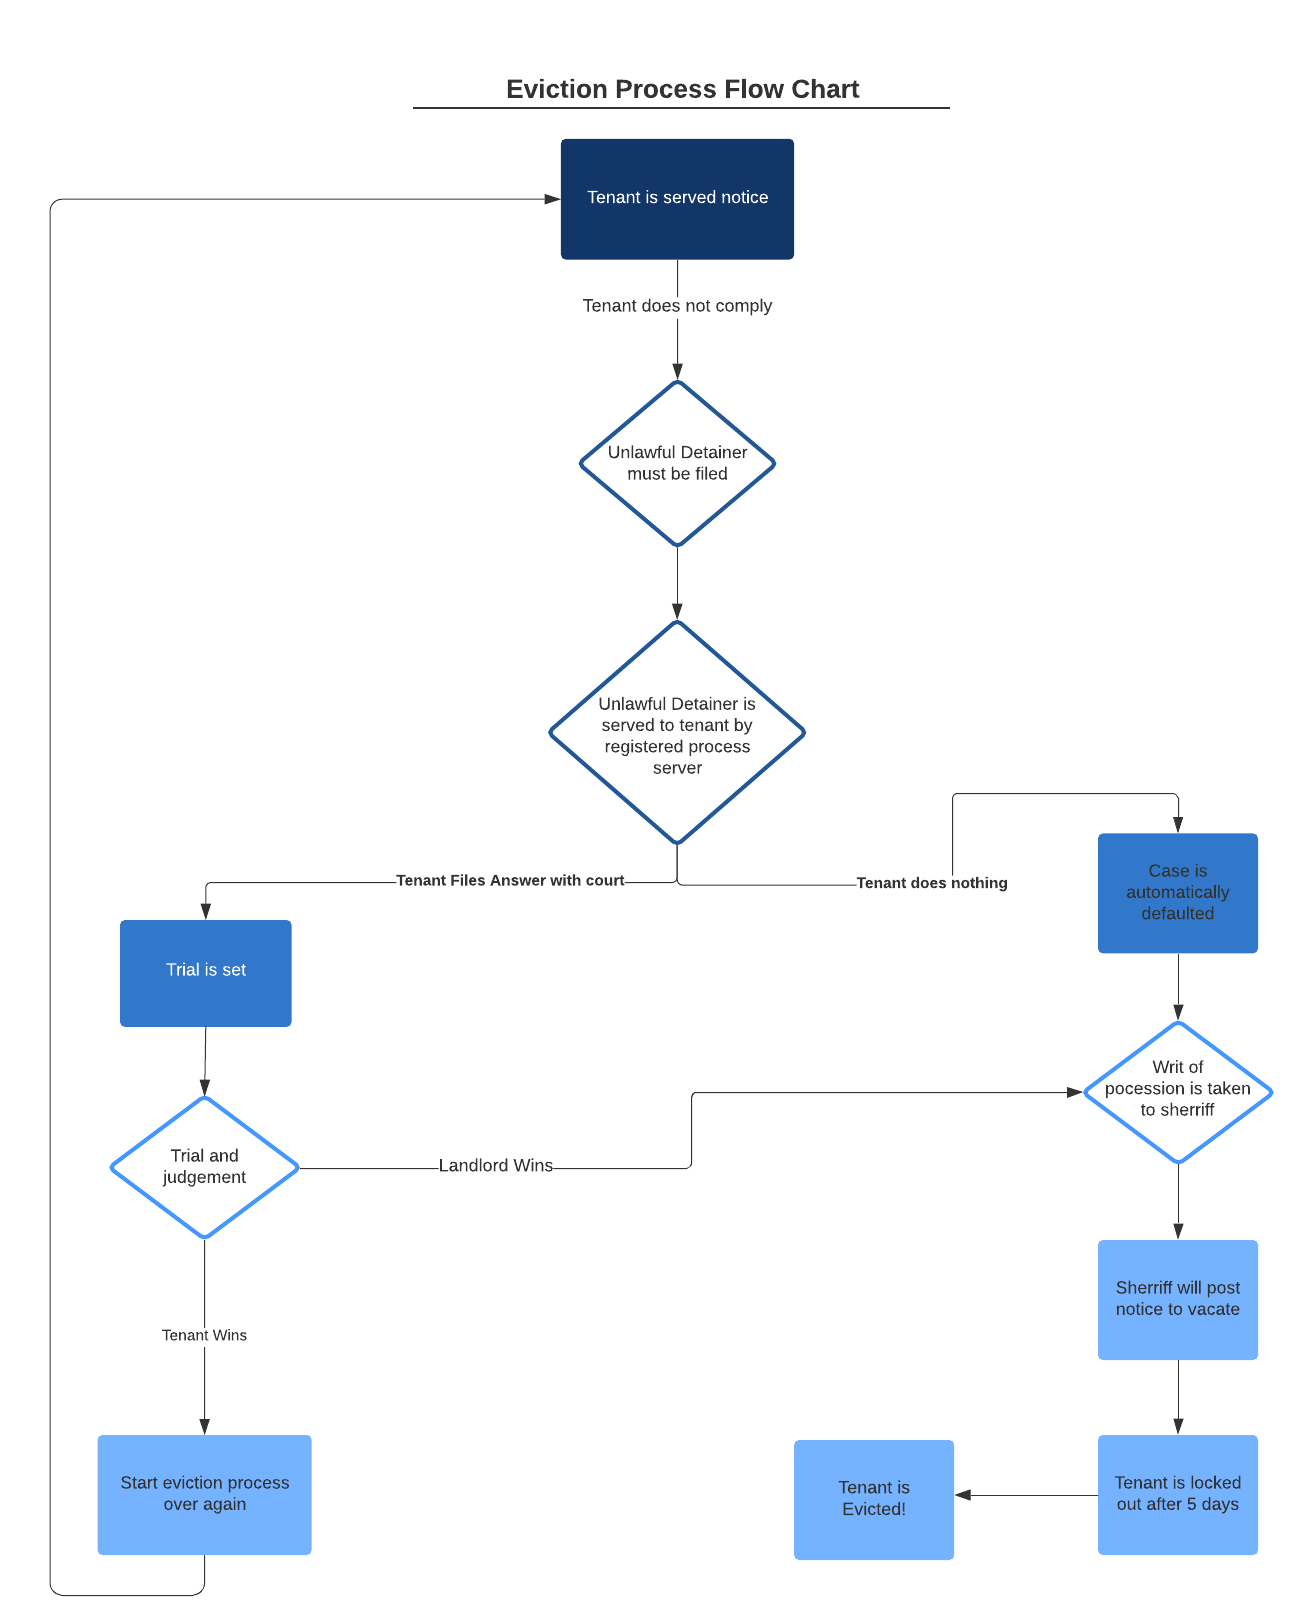 Eviction Process Flow Chart
Tenant is served notice
Tenant does not comply
Unlawful Detainer
must be filed
Unlawful Detainer is
served to tenant by
registered process
server
Tenant Files Answer with court
Tenant does nothing
Case is
automatically
defaulted
Trial is set
Writ of
pocession is taken
to sherriff
Trial and
judgement
Landlord Wins
Sherriff will post
notice to vacate
Tenant Wins
Start eviction process
over again
Tenant is
Evicted!
Tenant is locked
out after 5 days